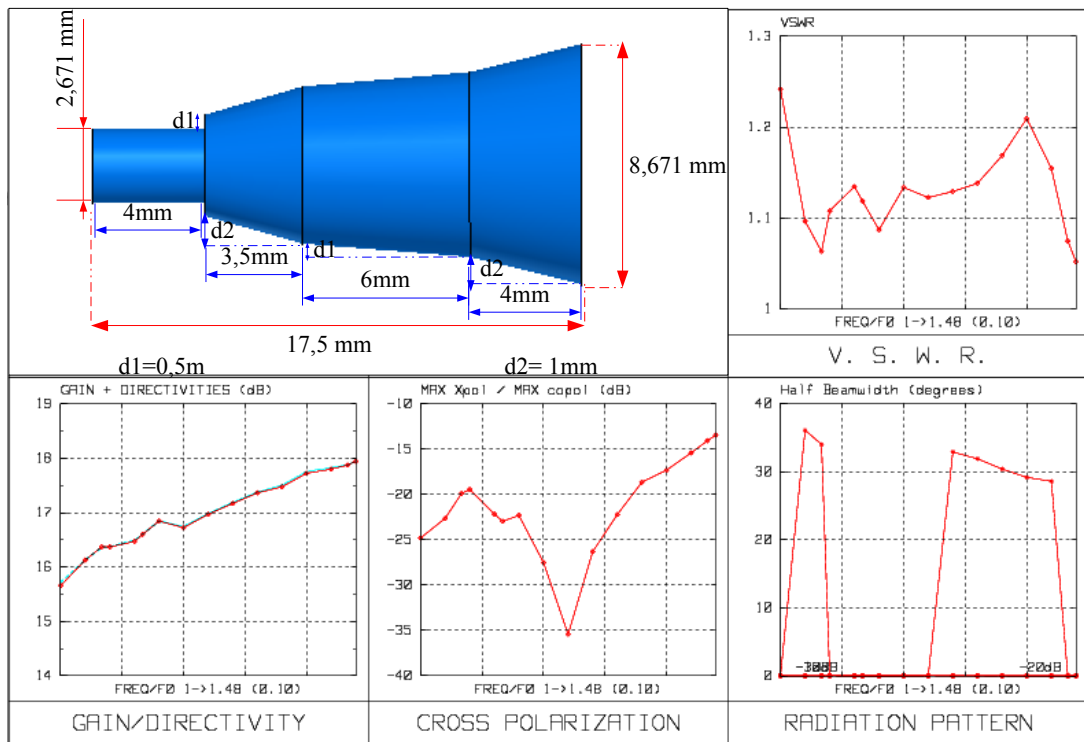 2,671 mm
d1
4mm
d2
3,5mm
d1
6mm
d2
4mm
8,671 mm
17,5 mm
d1=0,5m
d2= 1mm
VSWR
1.3
1.2
1.1
1
FREQ/F0 1->1.48 (0.10)
V. S. W. R.
GAIN + DIRECTIVITIES (dB)
19
18
17
16
15
14
FREQ/F0 1->1.48 (0.10)
GAIN/DIRECTIVITY
MAX Xpol / MAX copol (dB)
-10
-15
-20
-25
-30
-35
-40
FREQ/F0 1->1.48 (0.10)
CROSS POLARIZATION
Half Beamwidth (degrees)
40
30
20
10
0
-20dB
FREQ/F0 1->1.48 (0.10)
RADIATION PATTERN